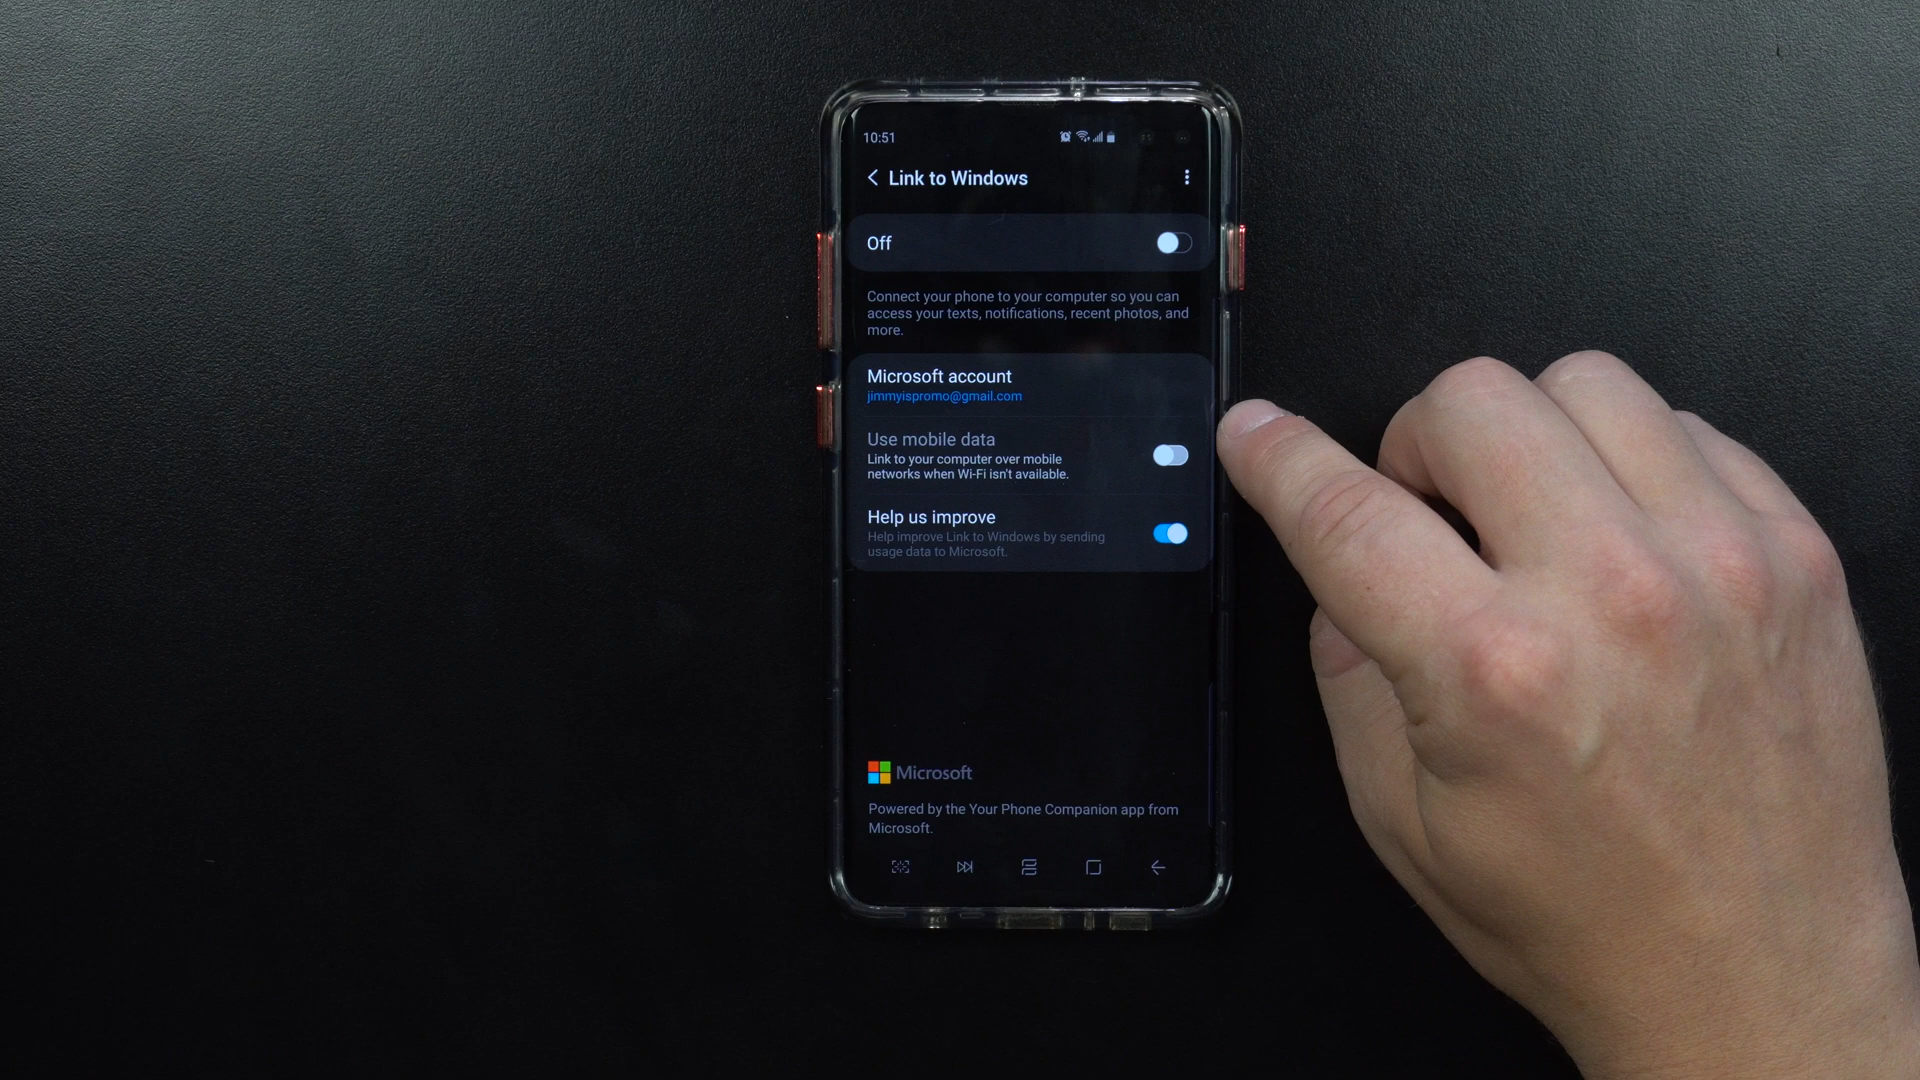 10:51
Link to Windows
Off
Connect your phone to your computer so you can
access your texts, notifications, recent photos, and
more.
Microsoft account
jimmyispromo@gmail.com
Use mobile data
Link to your computer over mobile
networks when Wi-Fi isn't available.
Help us improve
Help improve Link to Windows by sending
usage data to Microsoft.
Microsoft
Powered by the Your Phone Companion app from
Microsoft.